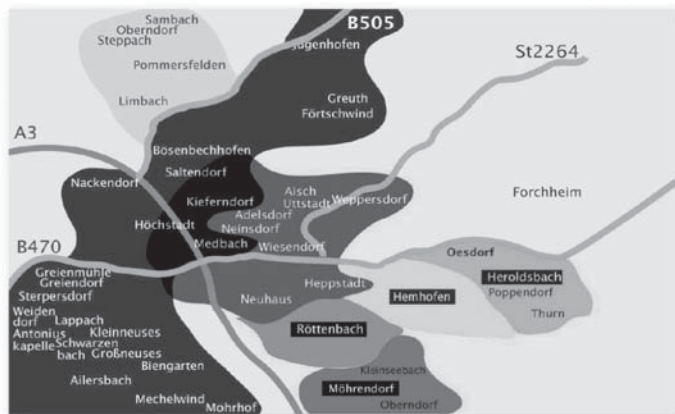 Sambach
Oberndorf
Steppach
Pommersfelden
Limbach
B505
Jugenhofen
St2264
Greuth
Förtschwind
A3
Bösenbechhofen
Saltendorf
Nackendorf
Kieferndorf
Aisch
Uttstadt
Weppersdorf
Forchheim
Adelsdorf
Neinsdorf
Höchstadt
Medbach
Wiesendorf
B470
Oesdorf
Greienmühle
Greiendorf
Sterpersdorf
Heppstädt
Heroldsbach
Poppendorf
Hemhofen
Neuhaus
Thurn
Weiden
dorf
Lappach
Antonius
kapelle
Kleinneuses
Schwarzen
bach
Großneuses
Röttenbach
Biengarten
Ailersbach
Kleinseebach
Möhrendorf
Mechelwind
Mohrhof
Oberndorf